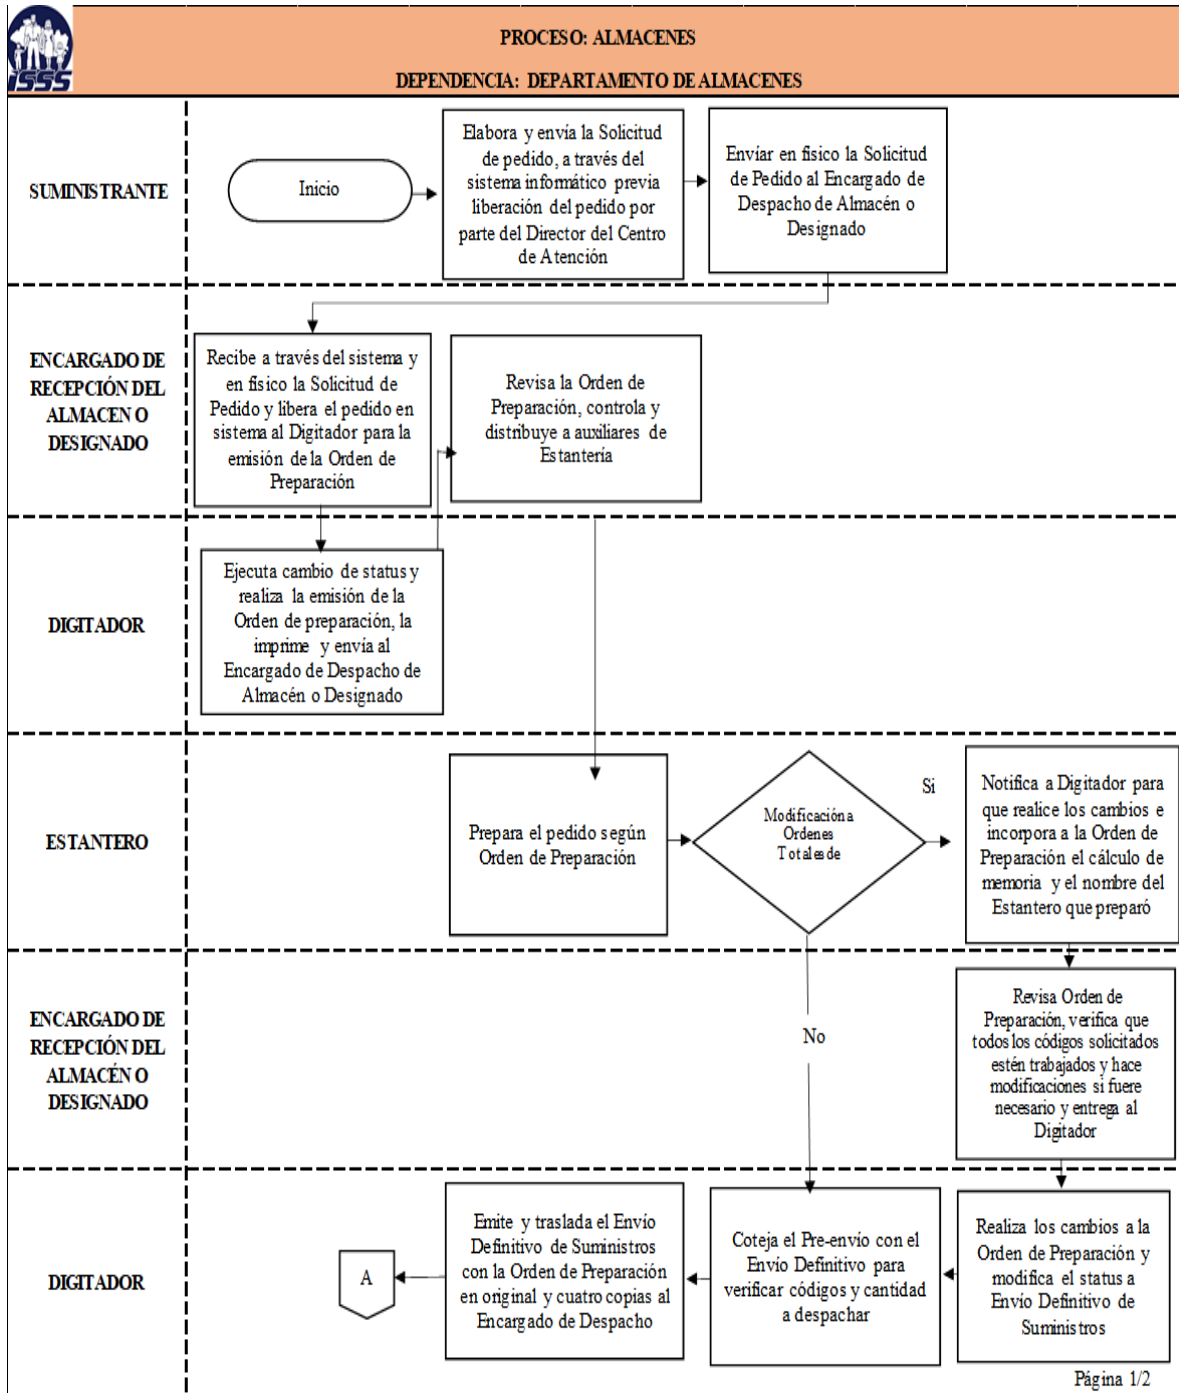 ISSS
PROCESO: ALMACENES
DEPENDENCIA: DEPARTAMENTO DE ALMACENES
SUMINISTRANTE
Inicio
Elabora y envía la Solicitud
de pedido, a través del
sistema informático previa
liberación del pedido por
parte del Director del Centro
de Atención
Envíar en físico la Solicitud
de Pedido al Encargado de
Despacho de Almacén o
Designado
ENCARGADO DE
RECEPCIÓN DEL
ALMACEN O
DESIGNADO
Recibe a través del sistema y
en físico la Solicitud de
Pedido y libera el pedido en
sistema al Digitador para la
emisión de la Orden de
Preparación
Revisa la Orden de
Preparación, controla y
distribuye a auxiliares de
Estantería
DIGITADOR
Ejecuta cambio de status y
realiza la emisión de la
Orden de preparación, la
imprime y envía al
Encargado de Despacho de
Almacén o Designado
ESTANTERO
Prepara el pedido según
Orden de Preparación
Modificación a
Ordenes
Totales de
Si
Notifica a Digitador para
que realice los cambios e
incorpora a la Orden de
Preparación el cálculo de
memoria y el nombre del
Estantero que preparó
No
ENCARGADO DE
RECEPCIÓN DEL
ALMACÉN O
DESIGNADO
Revisa Orden de
Preparación, verifica que
todos los códigos solicitados
estén trabajados y hace
modificaciones si fuere
necesario y entrega al
Digitador
DIGITADOR
A
Emite y traslada el Envío
Definitivo de Suministros
con la Orden de Preparación
en original y cuatro copias al
Encargado de Despacho
Coteja el Pre-envío con el
Envío Definitivo para
verificar códigos y cantidad
a despachar
Realiza los cambios a la
Orden de Preparación y
modifica el status a
Envío Definitivo de
Suministros
Página 1/2